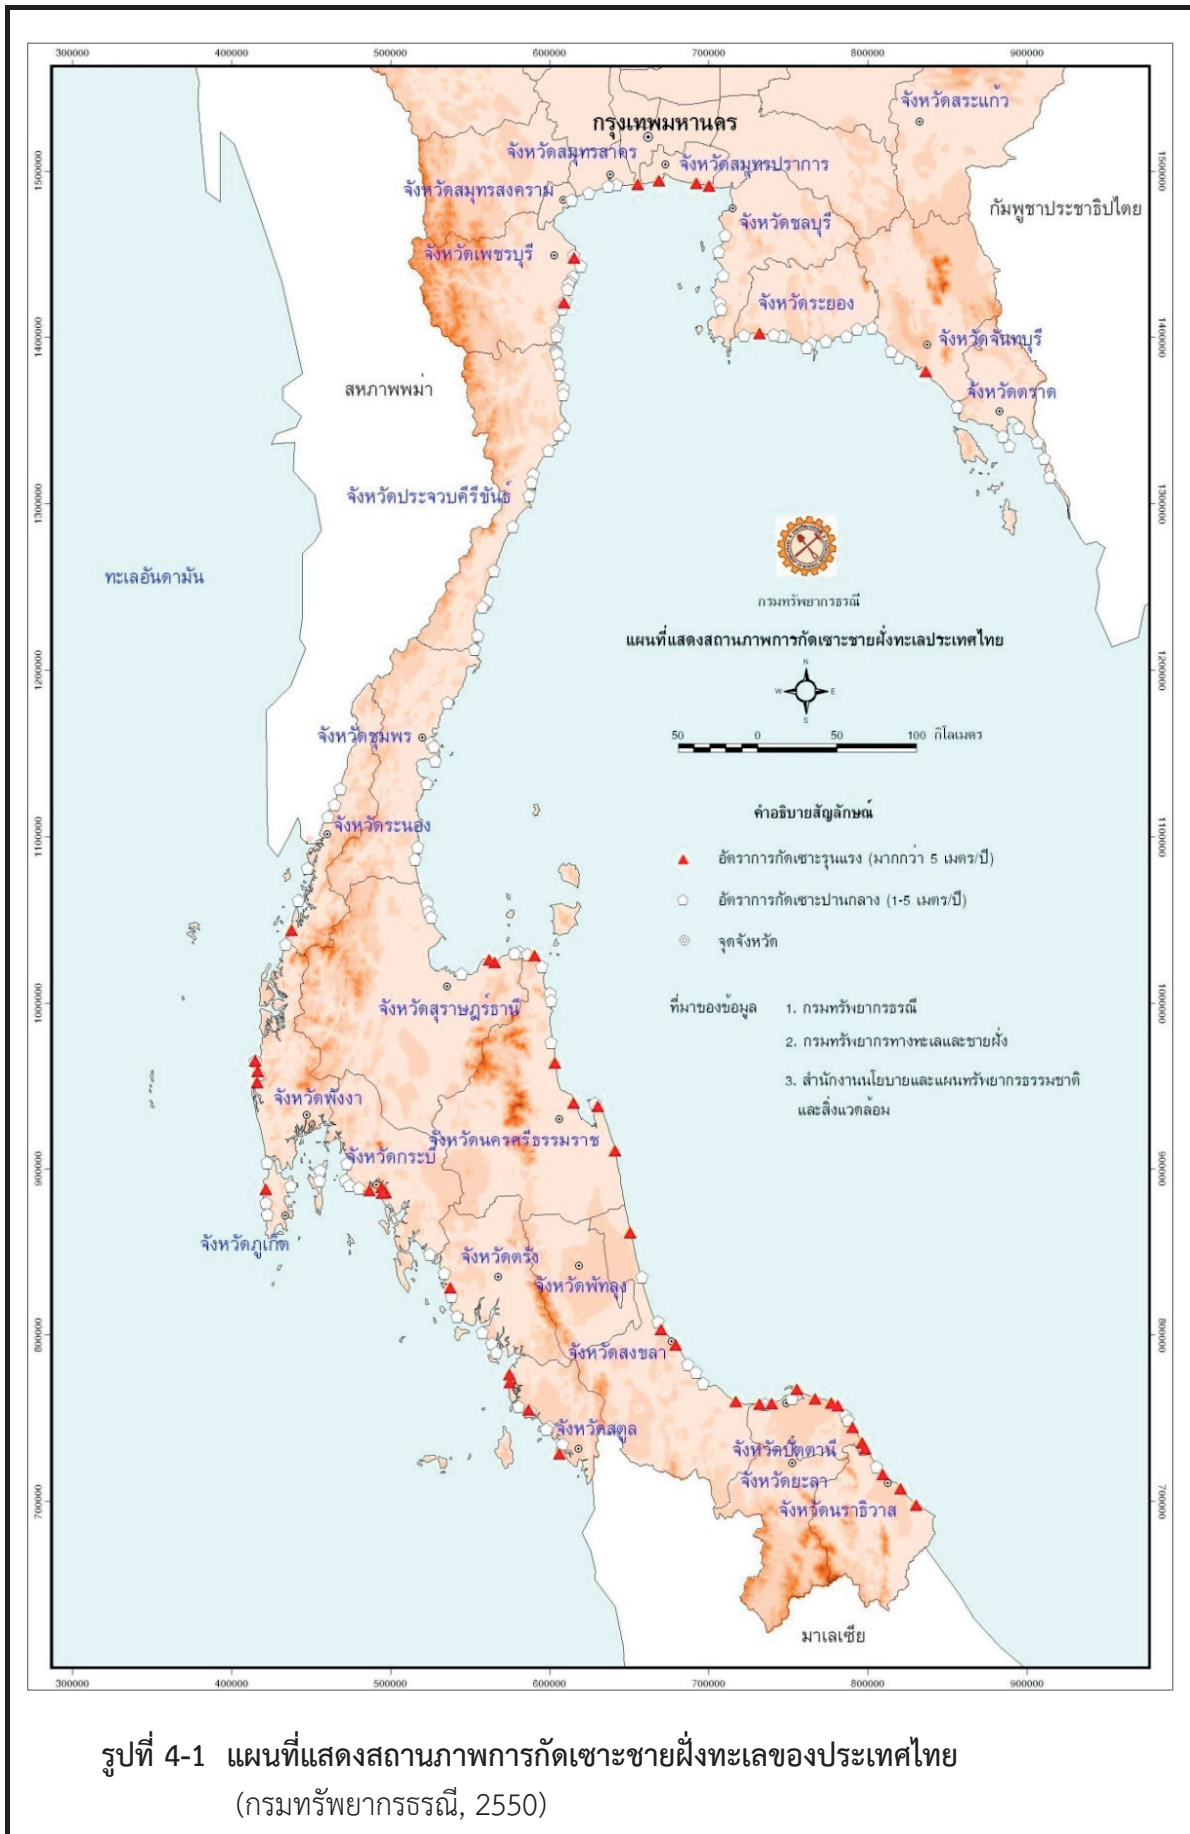 300000 400000 500000 600000 700000 800000 900000
จังหวัดสระแก้ว
กรุงเทพมหานคร
จังหวัดสมุทรสาคร
จังหวัดสมุทรปราการ
1500000 1500000
จังหวัดสมุทรสงคราม
กัมพูชาประชาธิปไตย
จังหวัดชลบุรี
จังหวัดเพชรบุรี
จังหวัดระยอง
1400000 1400000
จังหวัดจันทบุรี
สหภาพพม่า
จังหวัดตราด
จังหวัดประจวบคีรีขันธ์
1300000 1300000
ทะเลอันดามัน
กรมทรัพยากรธรณี
แผนที่แสดงสถานภาพการกัดเซาะชายฝั่งทะเลประเทศไทย
1200000 1200000
N
W E
S
จังหวัดชุมพร
50 0 50 100 กิโลเมตร
คำอธิบายสัญลักษณ์
จังหวัดระนอง
1100000 1100000
อัตราการกัดเซาะรุนแรง (มากกว่า 5 เมตร/ปี)
อัตราการกัดเซาะปานกลาง (1-5 เมตร/ปี)
จุดจังหวัด
1000000 1000000
จังหวัดสุราษฎร์ธานี
ที่มาของข้อมูล 1. กรมทรัพยากรธรณี
2. กรมทรัพยากรทางทะเลและชายฝั่ง
3. สำนักงานนโยบายและแผนทรัพยากรธรรมชาติ
และสิ่งแวดล้อม
จังหวัดพังงา
จังหวัดนครศรีธรรมราช
จังหวัดกระบี่
900000 900000
จังหวัดภูเก็ต
จังหวัดตรัง
จังหวัดพัทลุง
800000 800000
จังหวัดสงขลา
จังหวัดสตูล
จังหวัดปัตตานี
จังหวัดยะลา
700000 700000
จังหวัดนราธิวาส
มาเลเซีย
300000 400000 500000 600000 700000 800000 900000
รูปที่ 4-1 แผนที่แสดงสถานภาพการกัดเซาะชายฝั่งทะเลของประเทศไทย
(กรมทรัพยากรธรณี, 2550)